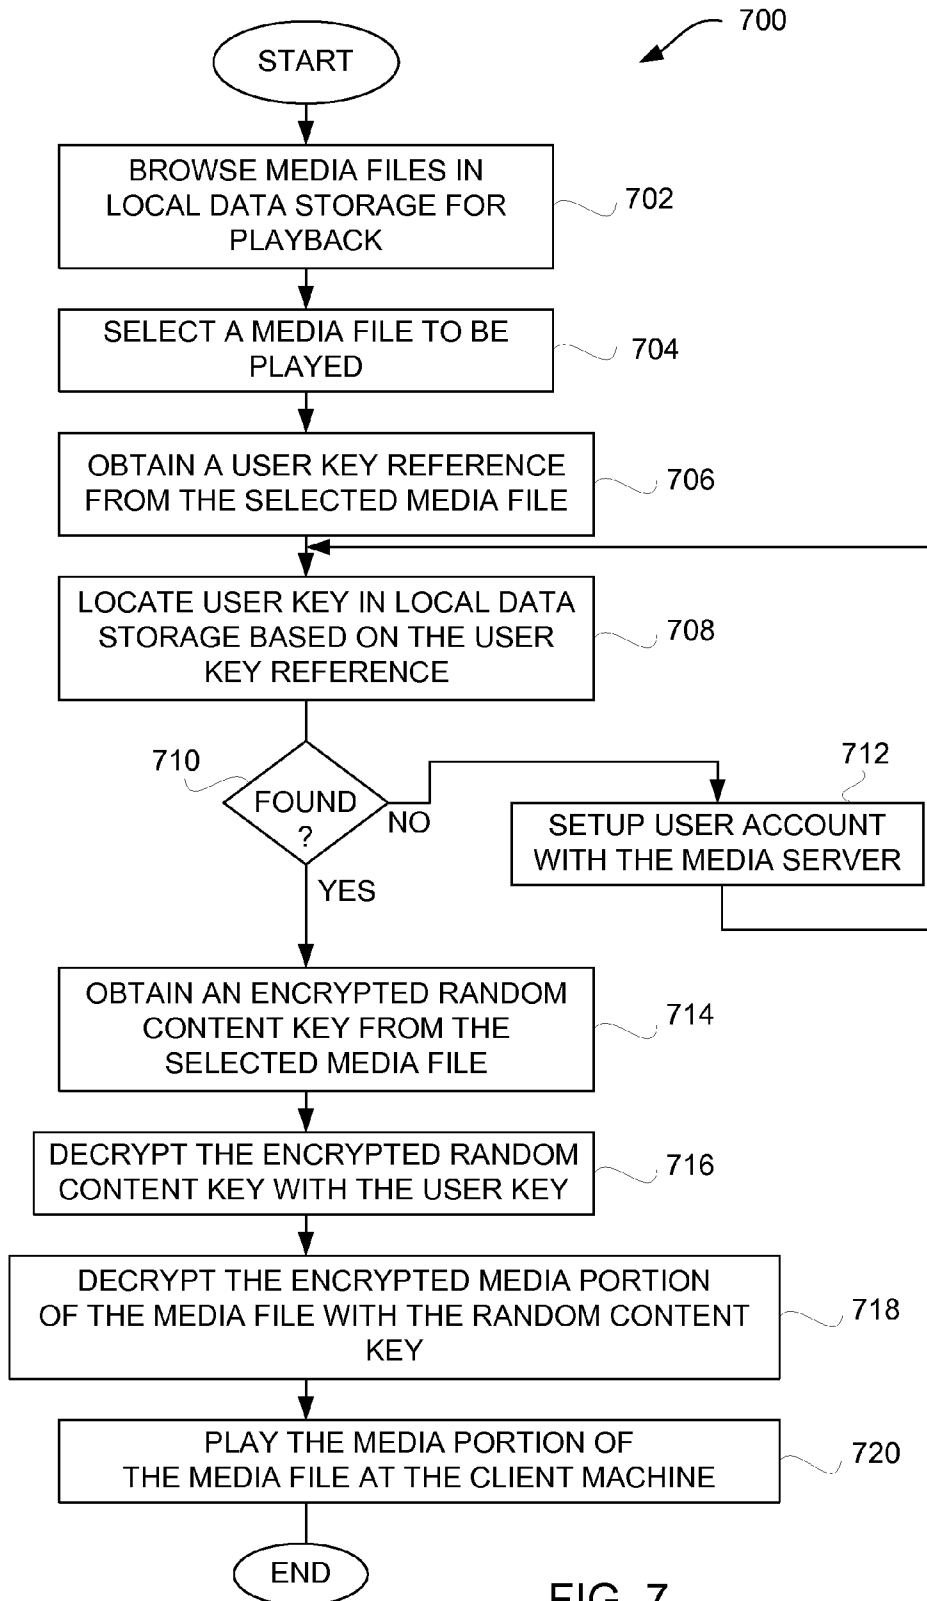 700
START
BROWSE MEDIA FILES IN
LOCAL DATA STORAGE FOR
PLAYBACK
702
SELECT A MEDIA FILE TO BE
PLAYED
704
OBTAIN A USER KEY REFERENCE
FROM THE SELECTED MEDIA FILE
706
LOCATE USER KEY IN LOCAL DATA
STORAGE BASED ON THE USER
KEY REFERENCE
708
710
FOUND
?
NO
YES
712
SETUP USER ACCOUNT
WITH THE MEDIA SERVER
OBTAIN AN ENCRYPTED RANDOM
CONTENT KEY FROM THE
SELECTED MEDIA FILE
714
DECRYPT THE ENCRYPTED RANDOM
CONTENT KEY WITH THE USER KEY
716
DECRYPT THE ENCRYPTED MEDIA PORTION
OF THE MEDIA FILE WITH THE RANDOM CONTENT
KEY
718
PLAY THE MEDIA PORTION OF
THE MEDIA FILE AT THE CLIENT MACHINE
720
END
FIG. 7